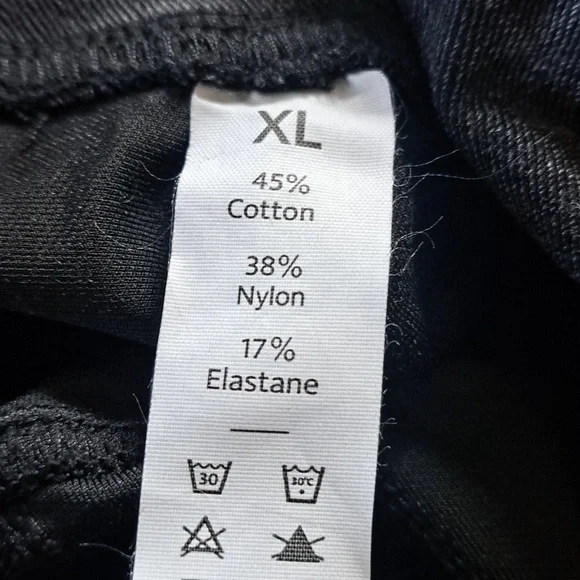 XL
45%
Cotton
38%
Nylon
17%
Elastane
30 30°C